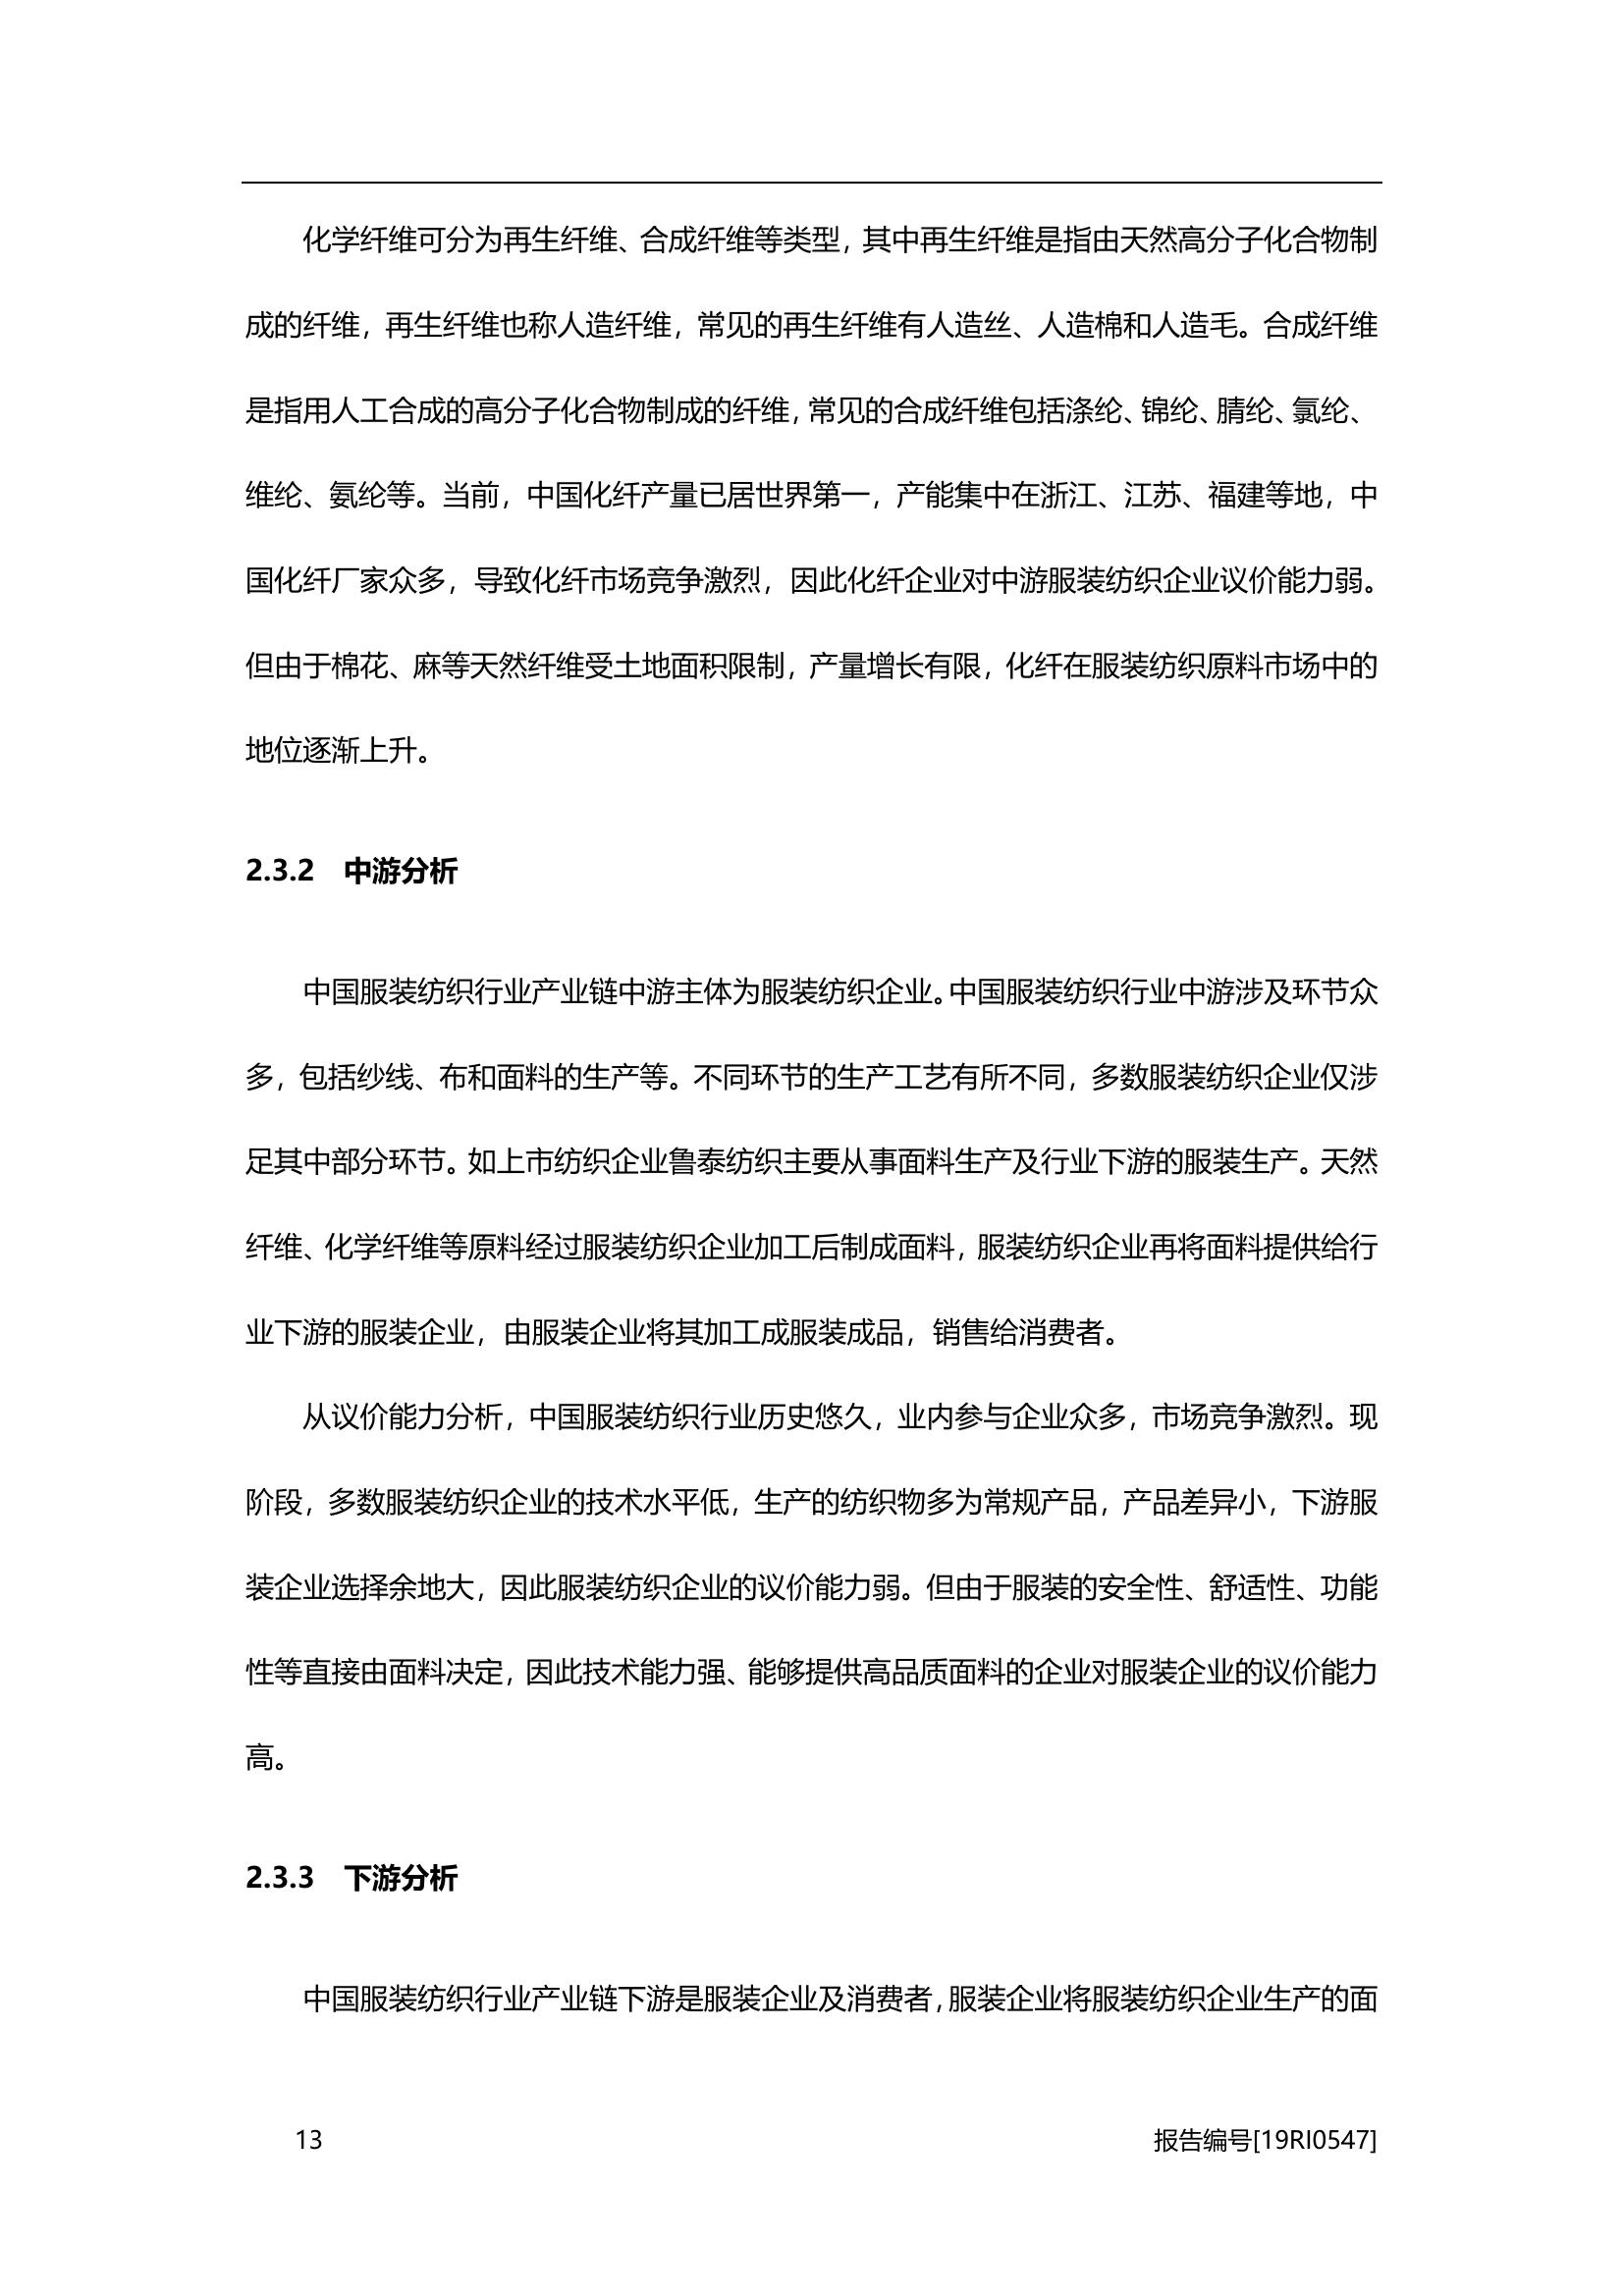 化学纤维可分为再生纤维、合成纤维等类型，其中再生纤维是指由天然高分子化合物制
成的纤维，再生纤维也称人造纤维，常见的再生纤维有人造丝、人造棉和人造毛。合成纤维
是指用人工合成的高分子化合物制成的纤维，常见的合成纤维包括涤纶、锦纶、腈纶、氯纶、
维纶、氨纶等。当前，中国化纤产量已居世界第一，产能集中在浙江、江苏、福建等地，中
国化纤厂家众多，导致化纤市场竞争激烈，因此化纤企业对中游服装纺织企业议价能力弱。
但由于棉花、麻等天然纤维受土地面积限制，产量增长有限，化纤在服装纺织原料市场中的
地位逐渐上升。
2.3.2 中游分析
中国服装纺织行业产业链中游主体为服装纺织企业。中国服装纺织行业中游涉及环节众
多，包括纱线、布和面料的生产等。不同环节的生产工艺有所不同，多数服装纺织企业仅涉
足其中部分环节。如上市纺织企业鲁泰纺织主要从事面料生产及行业下游的服装生产。天然
纤维、化学纤维等原料经过服装纺织企业加工后制成面料，服装纺织企业再将面料提供给行
业下游的服装企业，由服装企业将其加工成服装成品，销售给消费者。
从议价能力分析，中国服装纺织行业历史悠久，业内参与企业众多，市场竞争激烈。现
阶段，多数服装纺织企业的技术水平低，生产的纺织物多为常规产品，产品差异小，下游服
装企业选择余地大，因此服装纺织企业的议价能力弱。但由于服装的安全性、舒适性、功能
性等直接由面料决定，因此技术能力强、能够提供高品质面料的企业对服装企业的议价能力
高。
2.3.3 下游分析
中国服装纺织行业产业链下游是服装企业及消费者，服装企业将服装纺织企业生产的面
13 报告编号[19RI0547]